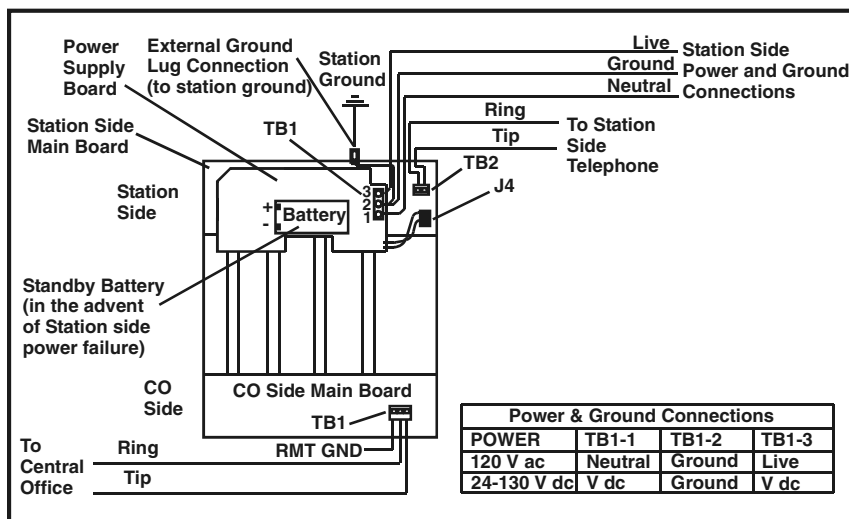 Power
Supply
Board
External Ground
Lug Connection
(to station ground)
Station
Ground
Live
Ground
Neutral
Station Side
Power and Ground
Connections
Ring
Tip
To Station
Side
Telephone
Station Side
Main Board
TB1
TB2
J4
Station
Side
3
2
1
+
-
Battery
Standby Battery
(in the advent
of Station side
power failure)
CO
Side
CO Side Main Board
TB1
To
Central
Office
Ring
Tip
RMT GND
Power & Ground Connections
POWER TB1-1 TB1-2 TB1-3
120 V ac Neutral Ground Live
24-130 V dc V dc Ground V dc